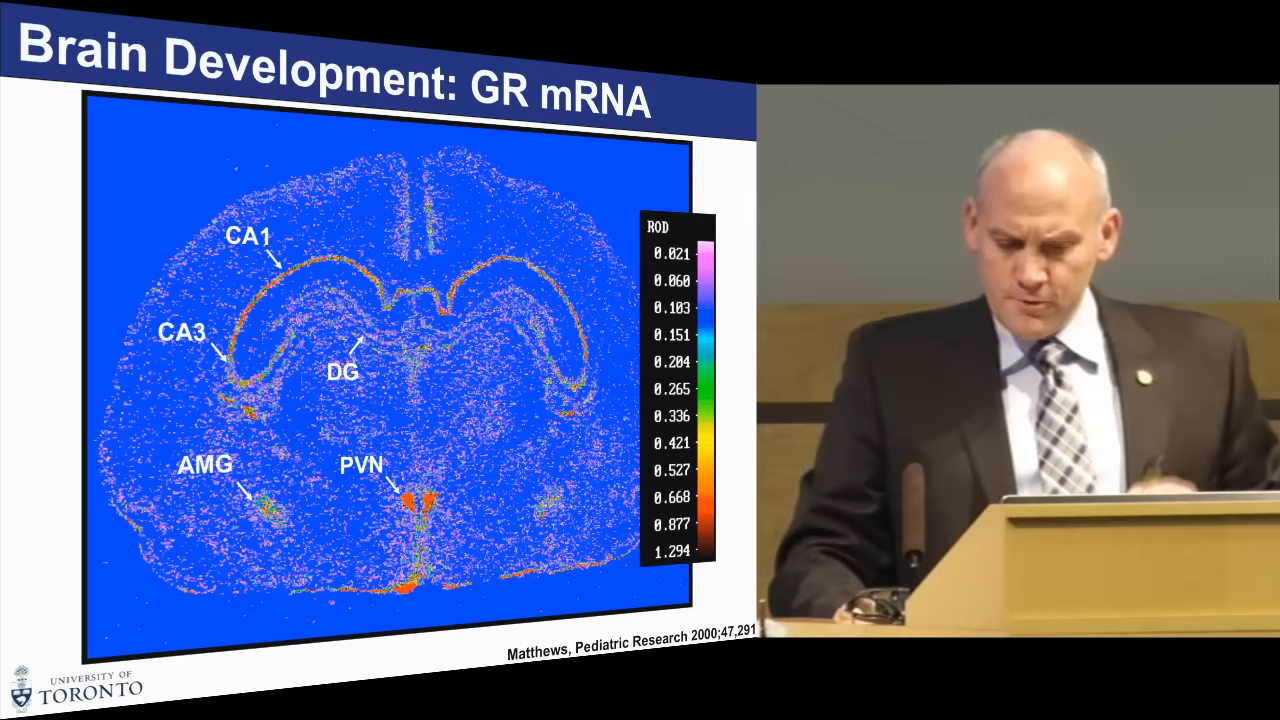 Brain Development: GR mRNA
CA1
CA3
DG
AMG
PVN
ROD
0.021
0.060
0.103
0.151
0.204
0.265
0.336
0.421
0.527
0.668
0.877
1.294
Matthews, Pediatric Research 2000;47,291
UNIVERSITY OF
TORONTO